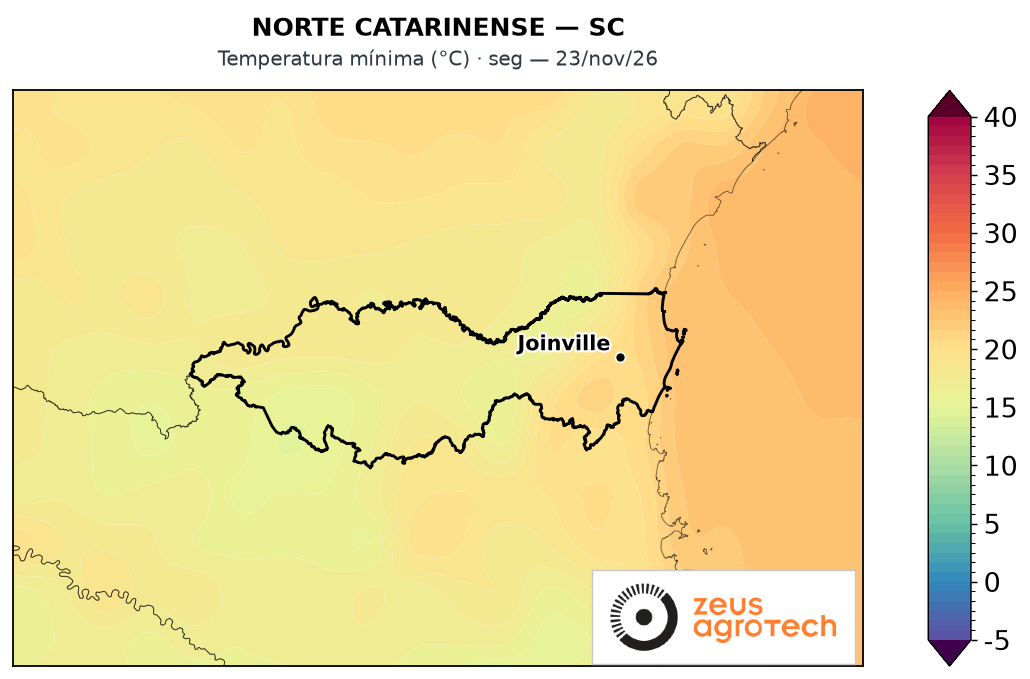 NORTE CATARINENSE — SC
Temperatura mínima (°C) · seg — 23/nov/26
40
35
30
25
20
15
10
5
0
-5
Joinville
zeus
agrotech